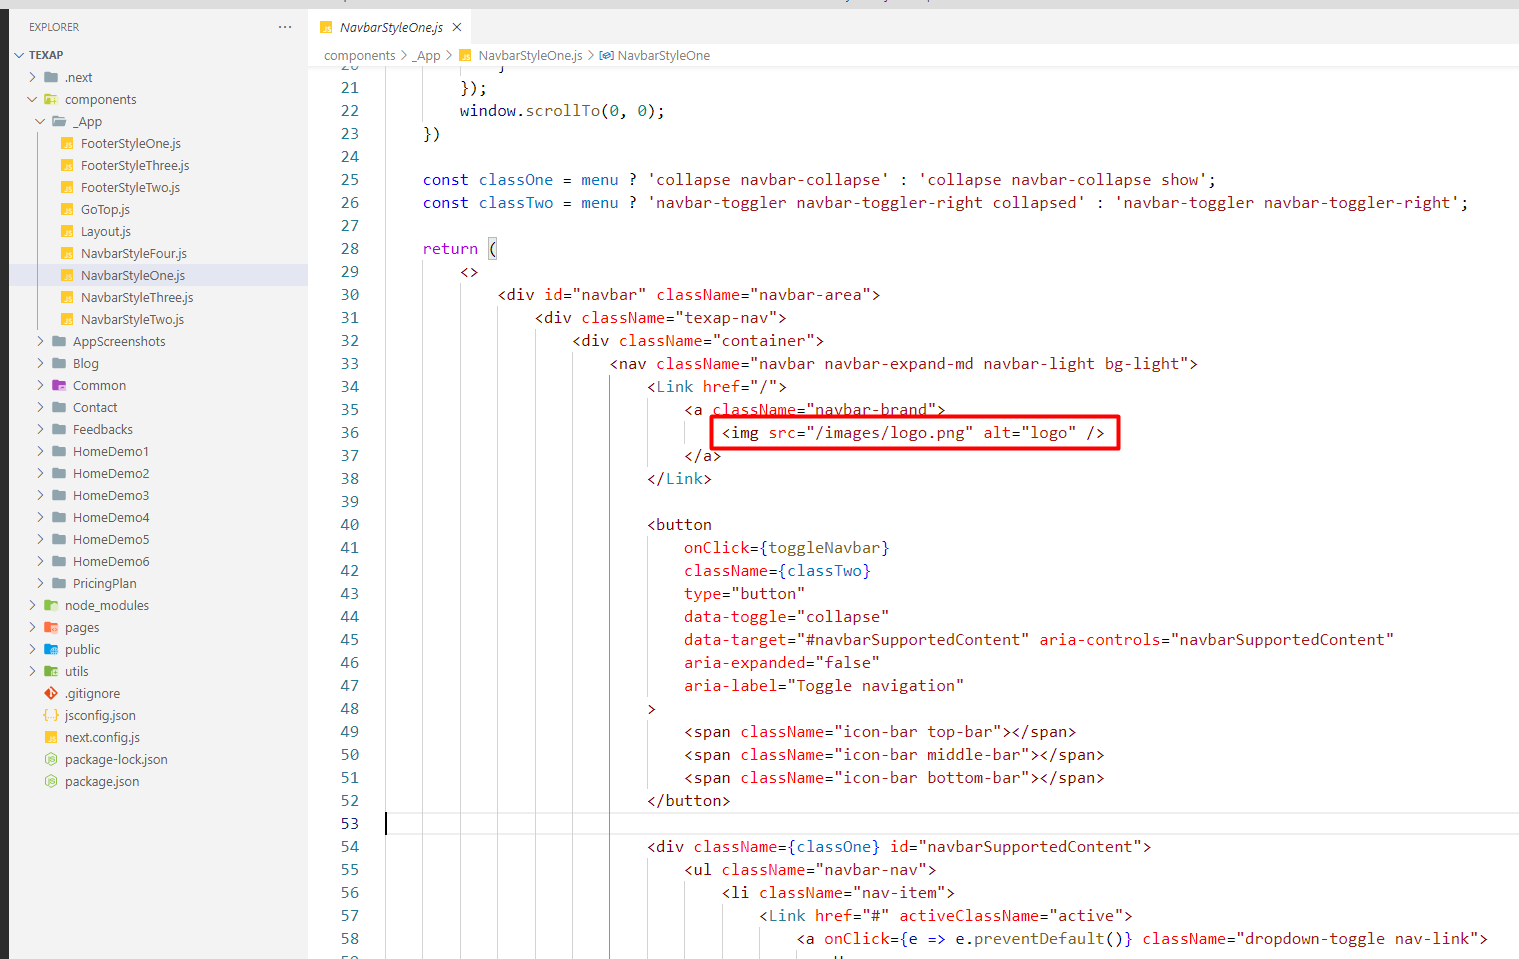 EXPLORER
···
TEXAP
.next
components
_App
FooterStyleOne.js
FooterStyleThree.js
FooterStyleTwo.js
GoTop.js
Layout.js
NavbarStyleFour.js
NavbarStyleOne.js
NavbarStyleThree.js
NavbarStyleTwo.js
AppScreenshots
Blog
Common
Contact
Feedbacks
HomeDemo1
HomeDemo2
HomeDemo3
HomeDemo4
HomeDemo5
HomeDemo6
PricingPlan
node_modules
pages
public
utils
.gitignore
jsconfig.json
next.config.js
package-lock.json
package.json
NavbarStyleOne.js ×
components > _App > NavbarStyleOne.js > NavbarStyleOne
20 }
21 });
22 window.scrollTo(0, 0);
23 })
24
25 const classOne = menu ? 'collapse navbar-collapse' : 'collapse navbar-collapse show';
26 const classTwo = menu ? 'navbar-toggler navbar-toggler-right collapsed' : 'navbar-toggler navbar-toggler-right';
27
28 return (
29 <>
30 <div id="navbar" className="navbar-area">
31 <div className="texap-nav">
32 <div className="container">
33 <nav className="navbar navbar-expand-md navbar-light bg-light">
34 <Link href="/">
35 <a className="navbar-brand">
36 <img src="/images/logo.png" alt="logo" />
37 </a>
38 </Link>
39
40 <button
41 onClick={toggleNavbar}
42 className={classTwo}
43 type="button"
44 data-toggle="collapse"
45 data-target="#navbarSupportedContent" aria-controls="navbarSupportedContent"
46 aria-expanded="false"
47 aria-label="Toggle navigation"
48 >
49 <span className="icon-bar top-bar"></span>
50 <span className="icon-bar middle-bar"></span>
51 <span className="icon-bar bottom-bar"></span>
52 </button>
53
54 <div className={classOne} id="navbarSupportedContent">
55 <ul className="navbar-nav">
56 <li className="nav-item">
57 <Link href="#" activeClassName="active">
58 <a onClick={e => e.preventDefault()} className="dropdown-toggle nav-link">